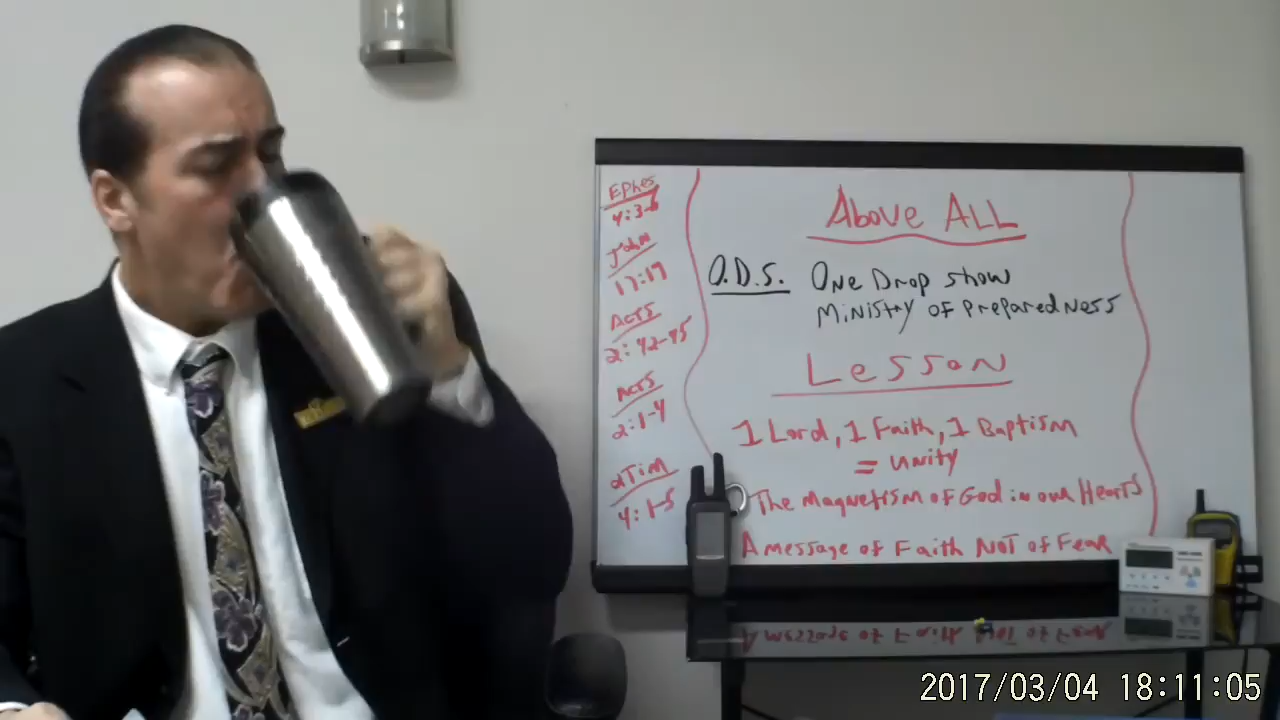 Ephes
4:3-6
John
17:17
Acts
2:42-45
Acts
2:1-4
2Tim
4:1-5
Above ALL
O.D.S. One Drop show
Ministry of Preparedness
Lesson
1 Lord, 1 Faith, 1 Baptism
= unity
The Magnetism of God in our Hearts
A message of Faith Not of Fear
2017/03/04 18:11:05